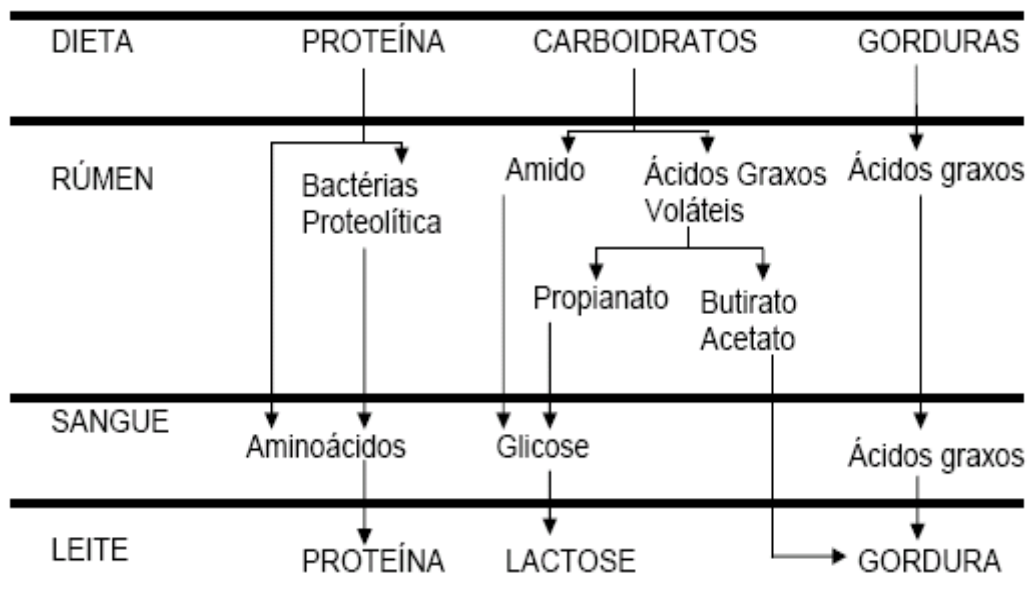 DIETA PROTEÍNA CARBOIDRATOS GORDURAS
RÚMEN
Bactérias
Proteolítica
Amido
Ácidos Graxos
Voláteis
Ácidos graxos
Propianato
Butirato
Acetato
SANGUE
Aminoácidos
Glicose
Ácidos graxos
LEITE
PROTEÍNA
LACTOSE
GORDURA